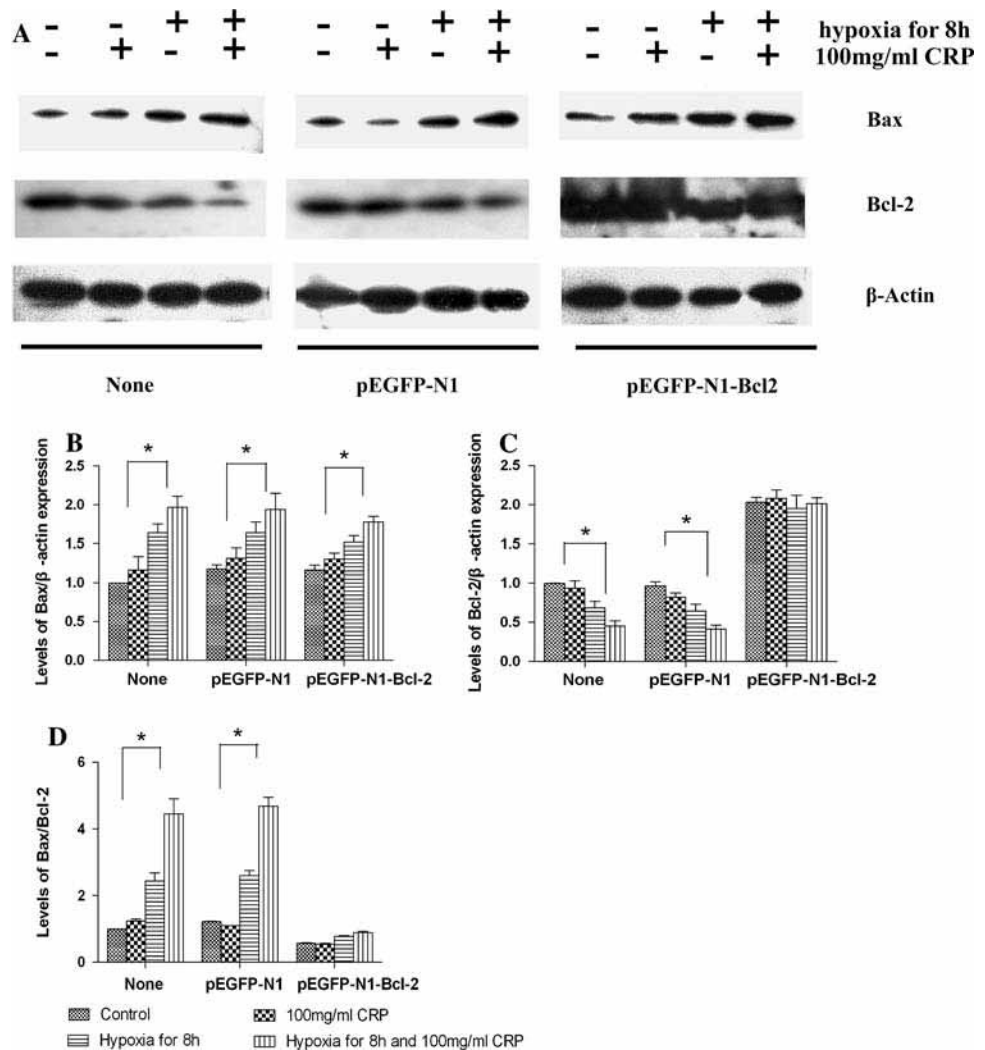 A - - + + - - + + - - + + hypoxia for 8h
- + - + - + - + - + - + 100mg/ml CRP
Bax
Bcl-2
β-Actin
None pEGFP-N1 pEGFP-N1-Bcl2
B
Levels of Bax/β -actin expression
2.5
2.0
1.5
1.0
0.5
0.0
* * *
None pEGFP-N1 pEGFP-N1-Bcl-2
C
Levels of Bcl-2/β -actin expression
2.5
2.0
1.5
1.0
0.5
0.0
* *
None pEGFP-N1 pEGFP-N1-Bcl-2
D
Levels of Bax/Bcl-2
6
4
2
0
* *
None pEGFP-N1 pEGFP-N1-Bcl-2
Control 100mg/ml CRP
Hypoxia for 8h Hypoxia for 8h and 100mg/ml CRP